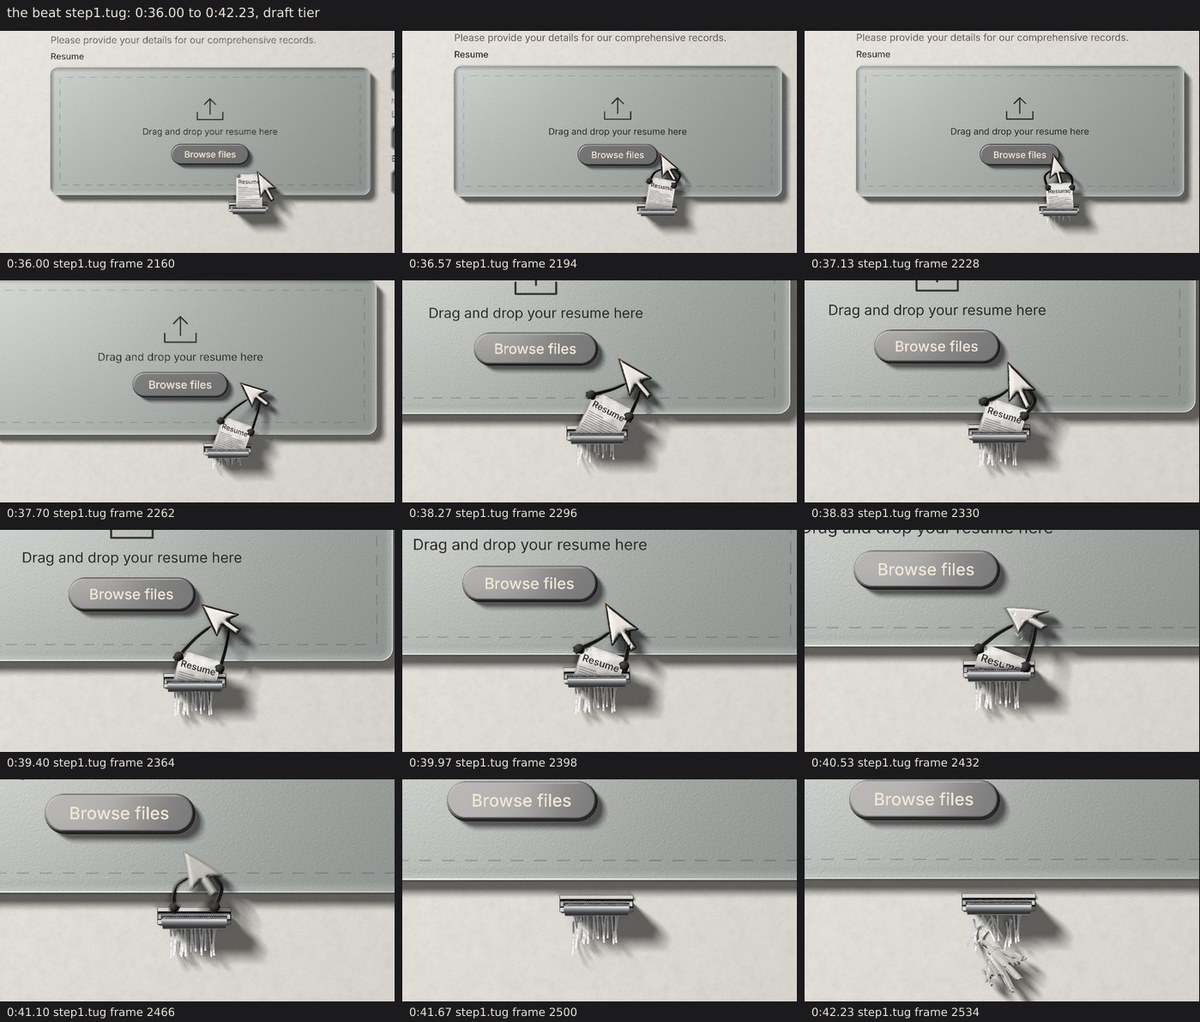 the beat step1.tug: 0:36.00 to 0:42.23, draft tier
Please provide your details for our comprehensive records.
Resume
Drag and drop your resume here
Browse files
Resume
0:36.00 step1.tug frame 2160
Please provide your details for our comprehensive records.
Resume
Drag and drop your resume here
Browse files
Resume
0:36.57 step1.tug frame 2194
Please provide your details for our comprehensive records.
Resume
Drag and drop your resume here
Browse files
Resume
0:37.13 step1.tug frame 2228
Drag and drop your resume here
Browse files
Resume
0:37.70 step1.tug frame 2262
Drag and drop your resume here
Browse files
Resume
0:38.27 step1.tug frame 2296
Drag and drop your resume here
Browse files
Resume
0:38.83 step1.tug frame 2330
Drag and drop your resume here
Browse files
Resume
0:39.40 step1.tug frame 2364
Drag and drop your resume here
Browse files
Resume
0:39.97 step1.tug frame 2398
Drag and drop your resume here
Browse files
Resume
0:40.53 step1.tug frame 2432
Browse files
0:41.10 step1.tug frame 2466
Browse files
0:41.67 step1.tug frame 2500
Browse files
0:42.23 step1.tug frame 2534